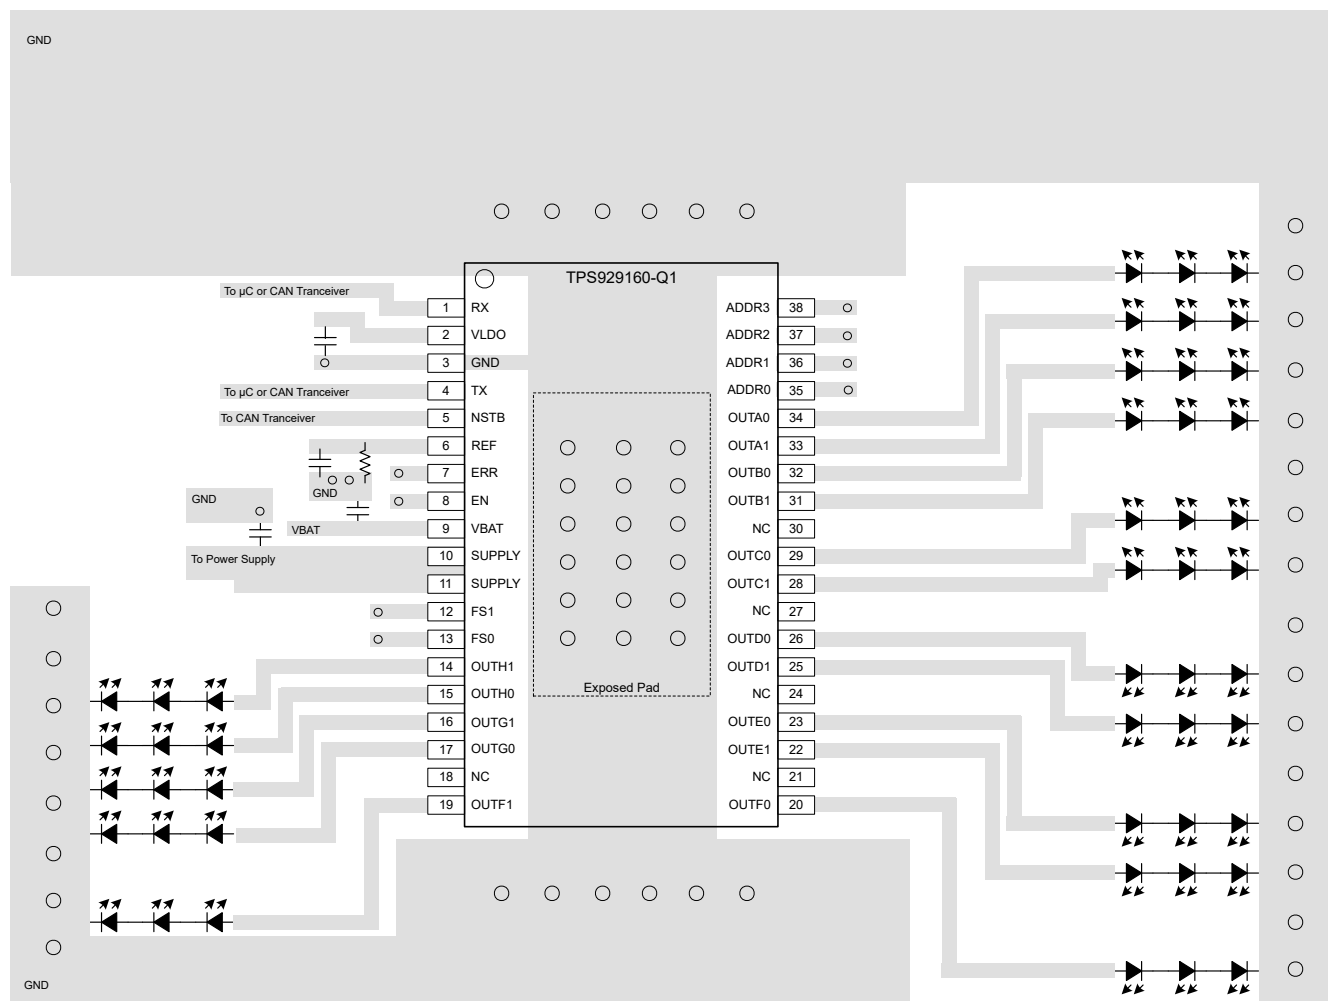 GND
TPS929160-Q1
To µC or CAN Tranceiver
1 RX
ADDR3 38
2 VLDO
ADDR2 37
3 GND
ADDR1 36
To µC or CAN Tranceiver
4 TX
ADDR0 35
To CAN Tranceiver
5 NSTB
OUTA0 34
6 REF
OUTA1 33
7 ERR
OUTB0 32
GND
GND
8 EN
OUTB1 31
VBAT
9 VBAT
NC 30
To Power Supply
10 SUPPLY
OUTC0 29
11 SUPPLY
OUTC1 28
12 FS1
NC 27
13 FS0
OUTD0 26
14 OUTH1
OUTD1 25
Exposed Pad
15 OUTH0
NC 24
16 OUTG1
OUTE0 23
17 OUTG0
OUTE1 22
18 NC
NC 21
19 OUTF1
OUTF0 20
GND